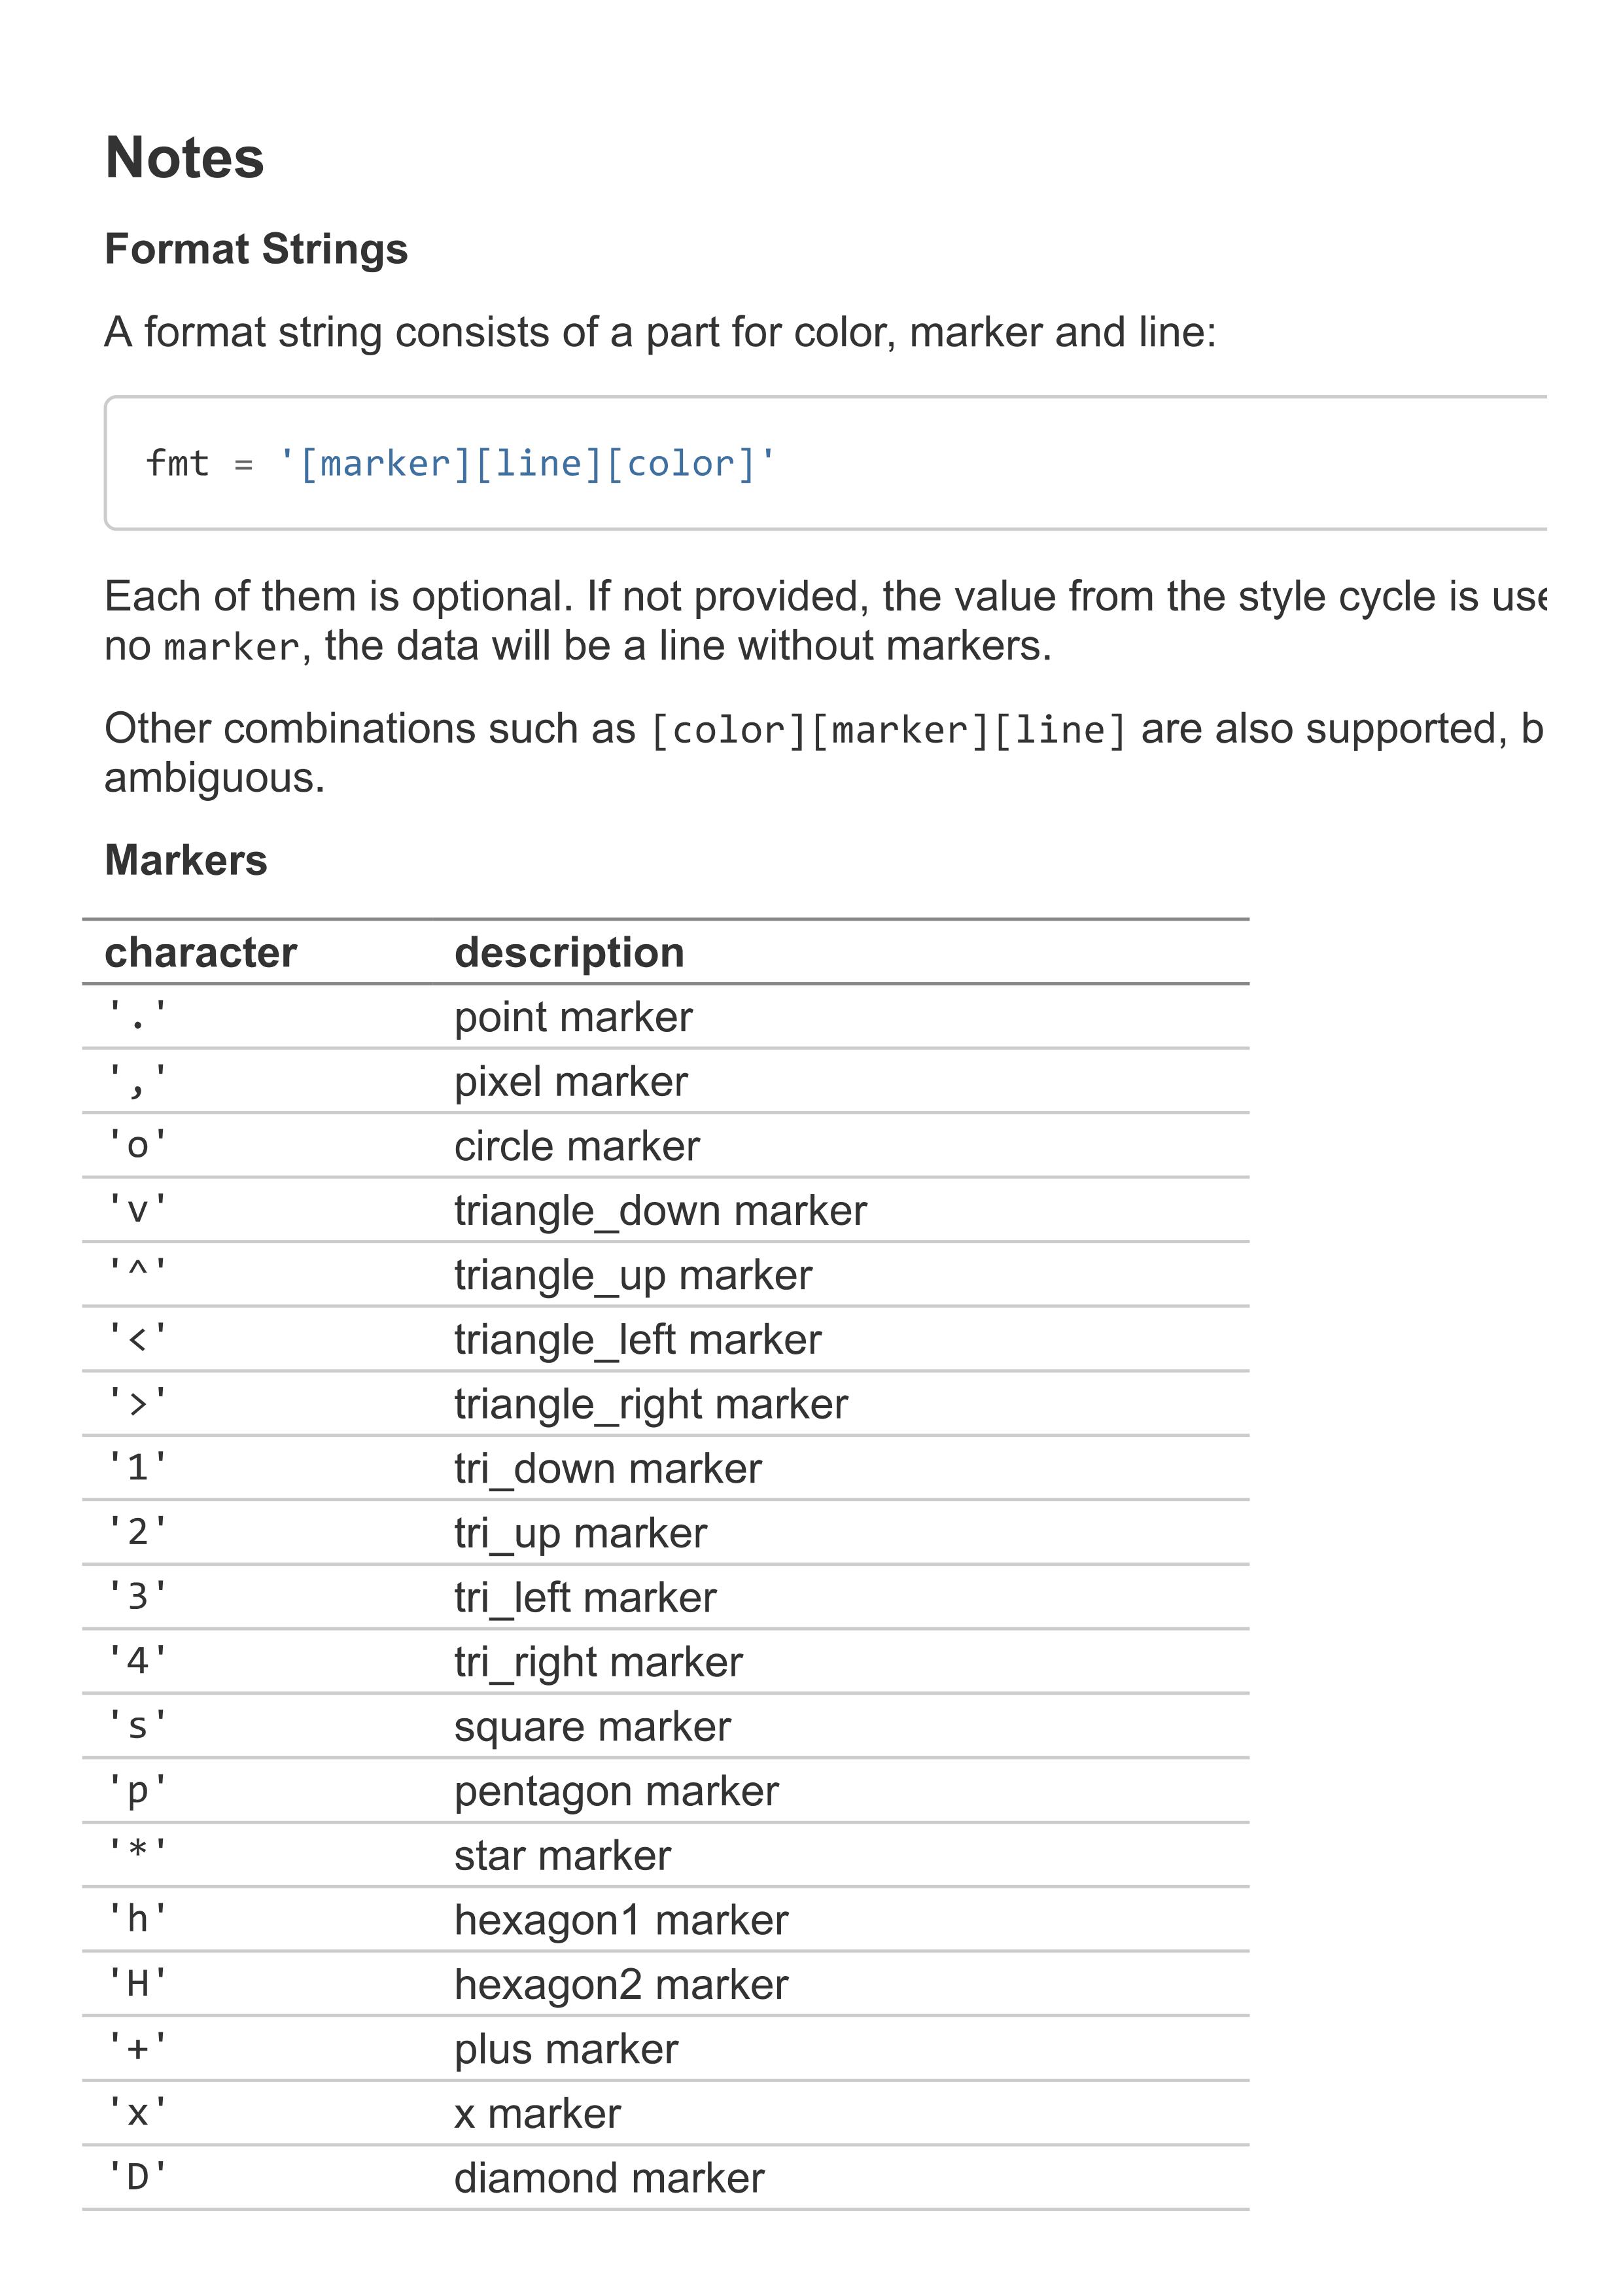 Notes
Format Strings
A format string consists of a part for color, marker and line:
fmt = '[marker][line][color]'
Each of them is optional. If not provided, the value from the style cycle is
no marker, the data will be a line without markers.
Other combinations such as [color][marker][line] are also supported,
ambiguous.
Markers
character description
'.' point marker
',' pixel marker
'o' circle marker
'v' triangle_down marker
'^' triangle_up marker
'<' triangle_left marker
'>' triangle_right marker
'1' tri_down marker
'2' tri_up marker
'3' tri_left marker
'4' tri_right marker
's' square marker
'p' pentagon marker
'*' star marker
'h' hexagon1 marker
'H' hexagon2 marker
'+' plus marker
'x' x marker
'D' diamond marker